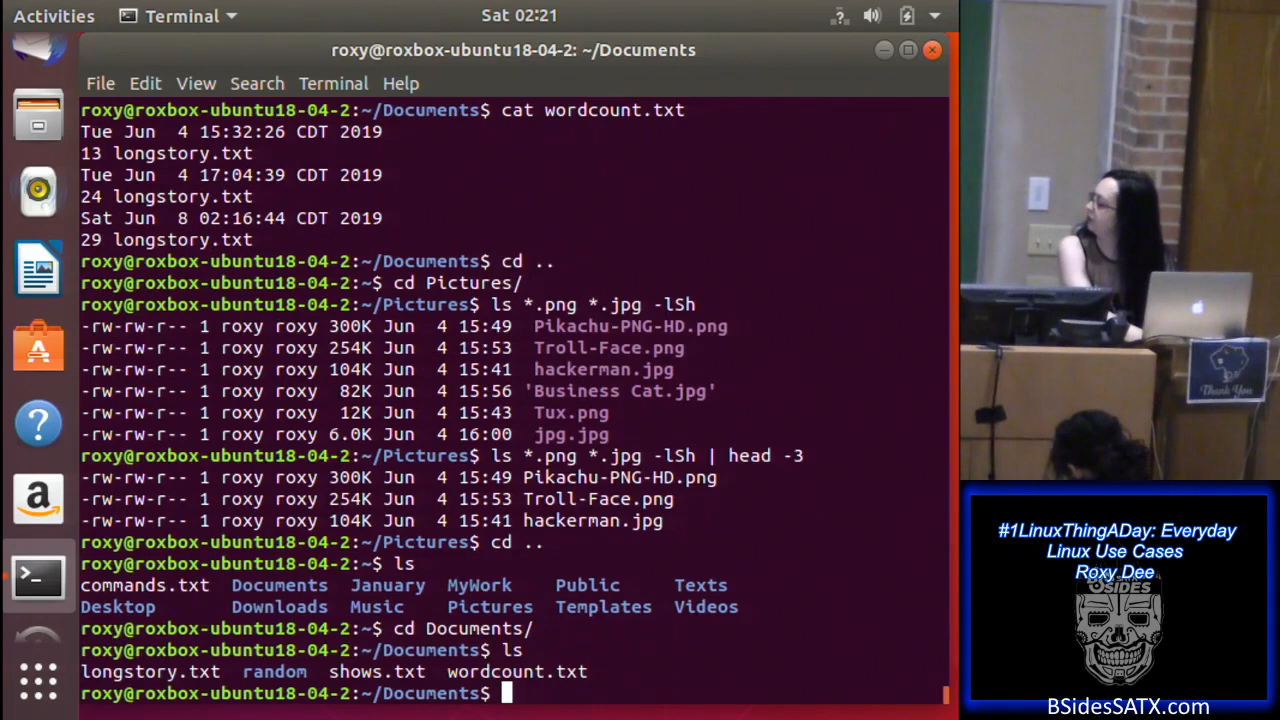 Activities Terminal Sat 02:21
roxy@roxbox-ubuntu18-04-2: ~/Documents
File Edit View Search Terminal Help
roxy@roxbox-ubuntu18-04-2:~/Documents$ cat wordcount.txt
Tue Jun  4 15:32:26 CDT 2019
13 longstory.txt
Tue Jun  4 17:04:39 CDT 2019
24 longstory.txt
Sat Jun  8 02:16:44 CDT 2019
29 longstory.txt
roxy@roxbox-ubuntu18-04-2:~/Documents$ cd ..
roxy@roxbox-ubuntu18-04-2:~$ cd Pictures/
roxy@roxbox-ubuntu18-04-2:~/Pictures$ ls *.png *.jpg -lSh
-rw-rw-r-- 1 roxy roxy 300K Jun  4 15:49  Pikachu-PNG-HD.png
-rw-rw-r-- 1 roxy roxy 254K Jun  4 15:53  Troll-Face.png
-rw-rw-r-- 1 roxy roxy 104K Jun  4 15:41  hackerman.jpg
-rw-rw-r-- 1 roxy roxy  82K Jun  4 15:56 'Business Cat.jpg'
-rw-rw-r-- 1 roxy roxy  12K Jun  4 15:43  Tux.png
-rw-rw-r-- 1 roxy roxy 6.0K Jun  4 16:00  jpg.jpg
roxy@roxbox-ubuntu18-04-2:~/Pictures$ ls *.png *.jpg -lSh | head -3
-rw-rw-r-- 1 roxy roxy 300K Jun  4 15:49 Pikachu-PNG-HD.png
-rw-rw-r-- 1 roxy roxy 254K Jun  4 15:53 Troll-Face.png
-rw-rw-r-- 1 roxy roxy 104K Jun  4 15:41 hackerman.jpg
roxy@roxbox-ubuntu18-04-2:~/Pictures$ cd ..
roxy@roxbox-ubuntu18-04-2:~$ ls
commands.txt  Documents  January  MyWork  Public  Texts
Desktop  Downloads  Music  Pictures  Templates  Videos
roxy@roxbox-ubuntu18-04-2:~$ cd Documents/
roxy@roxbox-ubuntu18-04-2:~/Documents$ ls
longstory.txt  random  shows.txt  wordcount.txt
roxy@roxbox-ubuntu18-04-2:~/Documents$
Thank You
#1LinuxThingADay: Everyday
Linux Use Cases
Roxy Dee
BSIDES
BSidesSATX.com